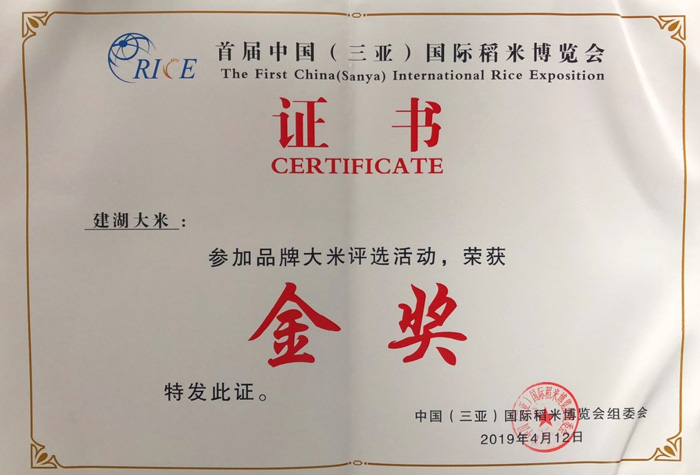 RICE
首届中国（三亚）国际稻米博览会
The First China(Sanya) International Rice Exposition
证书
CERTIFICATE
建湖大米：
参加品牌大米评选活动，荣获
金奖
特发此证。
中国（三亚）国际稻米博览会组委会
2019年4月12日